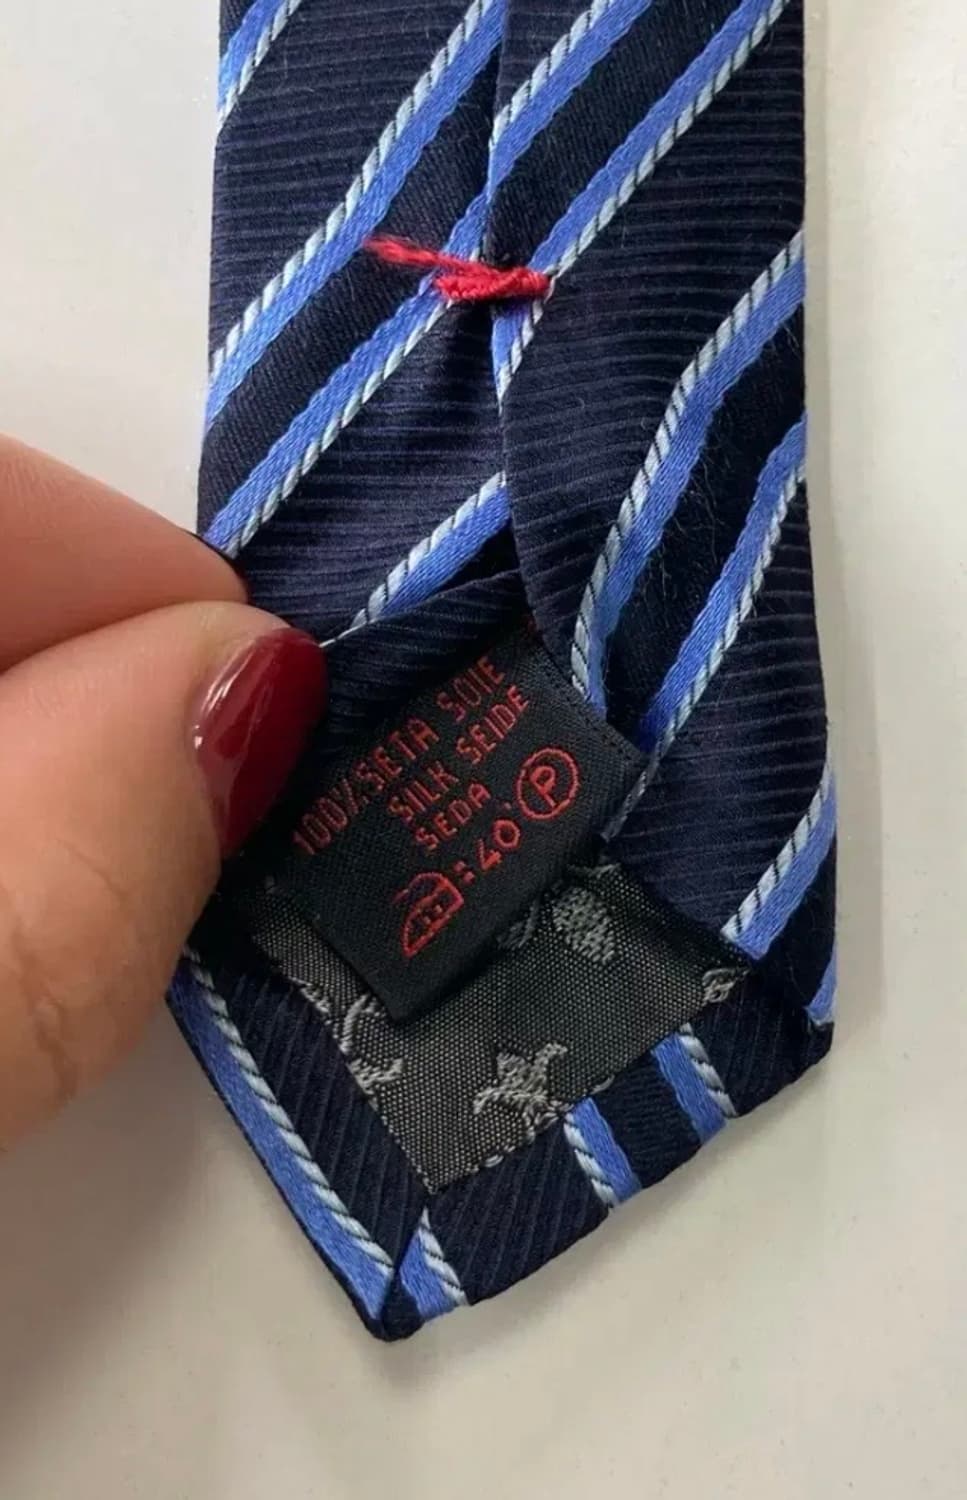 100%SETA SOIE
SILK SEIDE
SEDA
:40° P